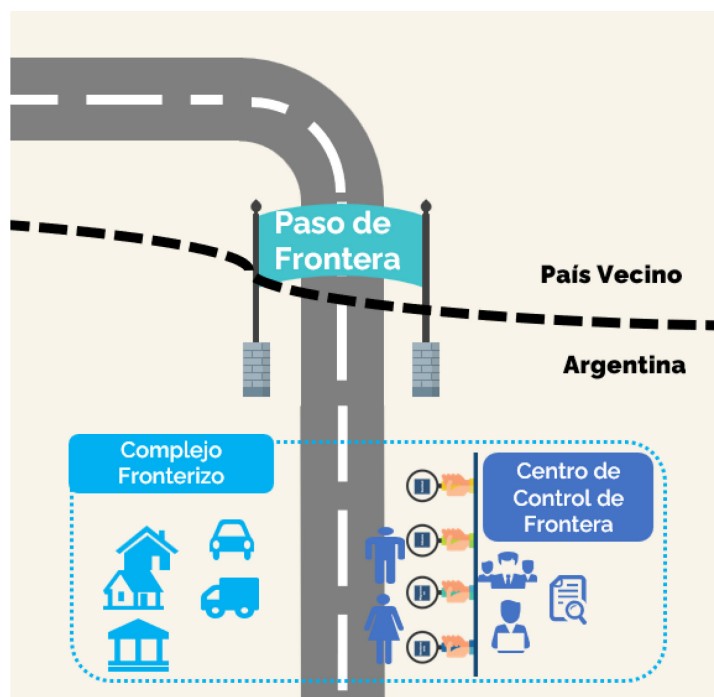 Paso de
Frontera
País Vecino
Argentina
Complejo
Fronterizo
Centro de
Control de
Frontera